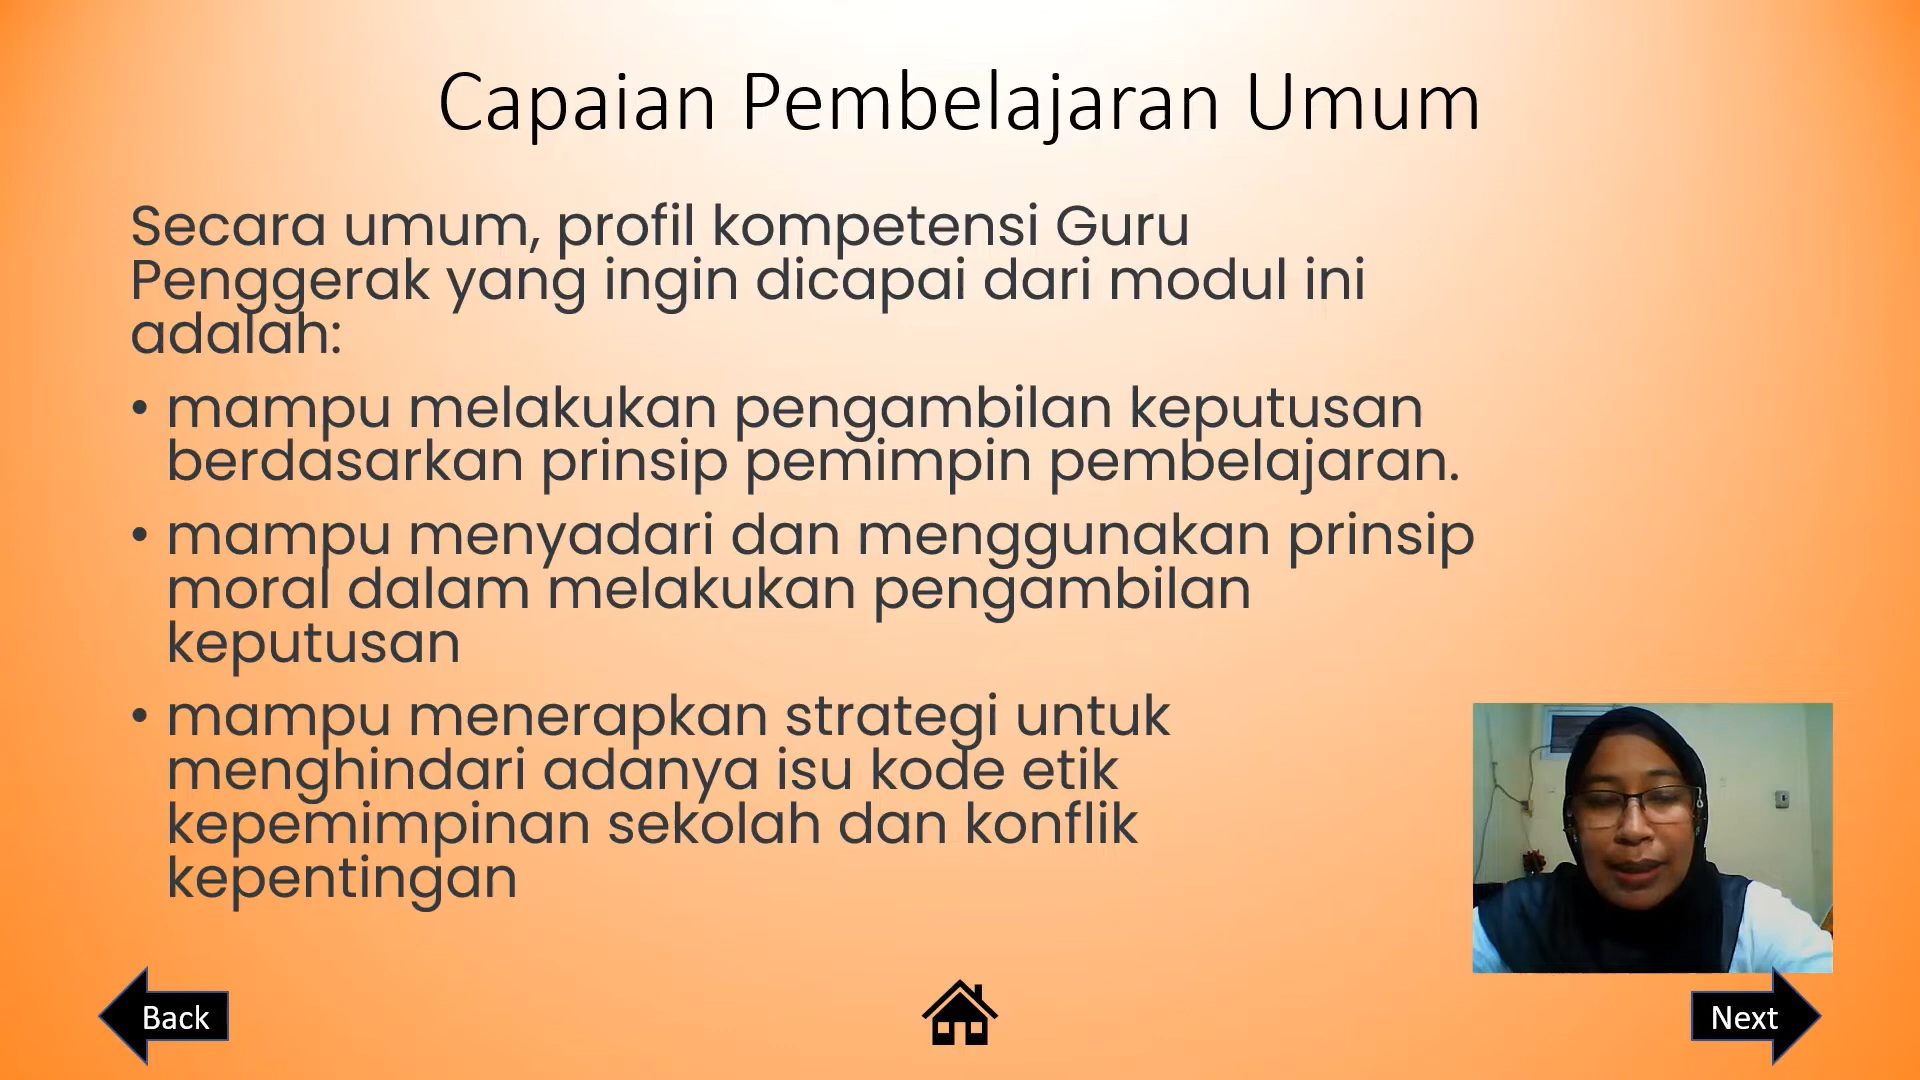 Capaian Pembelajaran Umum
Secara umum, profil kompetensi Guru
Penggerak yang ingin dicapai dari modul ini
adalah:
• mampu melakukan pengambilan keputusan
berdasarkan prinsip pemimpin pembelajaran.
• mampu menyadari dan menggunakan prinsip
moral dalam melakukan pengambilan
keputusan
• mampu menerapkan strategi untuk
menghindari adanya isu kode etik
kepemimpinan sekolah dan konflik
kepentingan
Back
Next